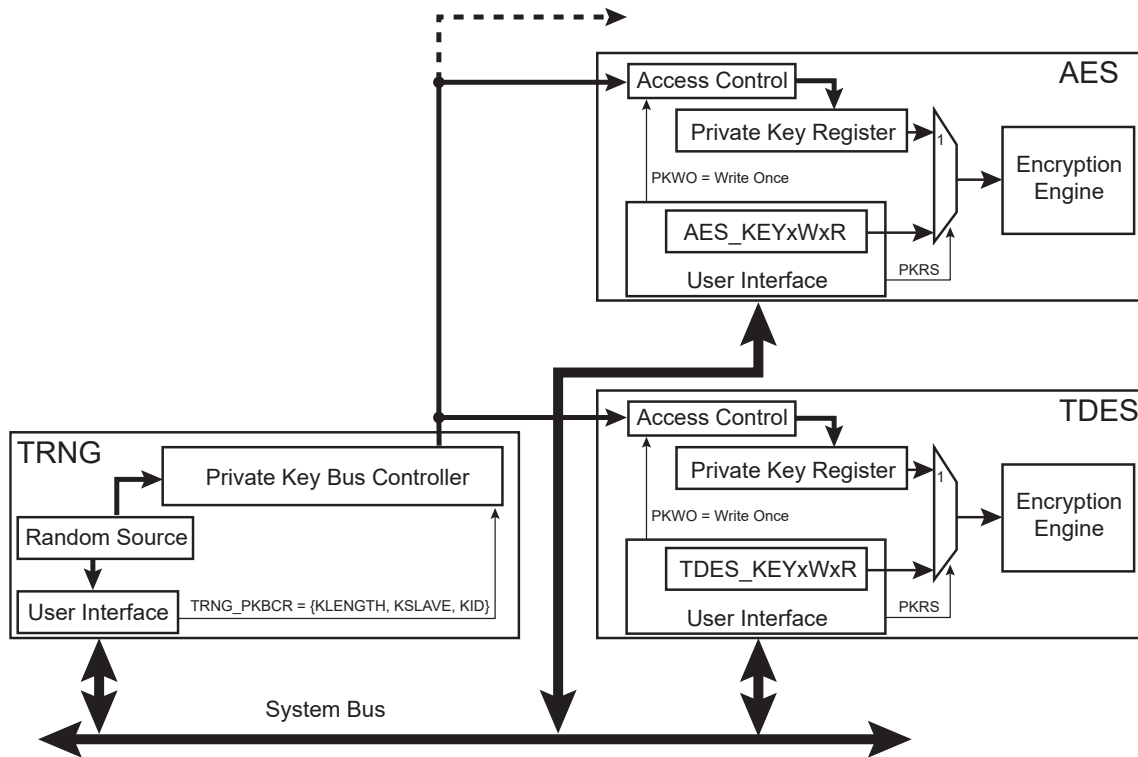 AES
Access Control
Private Key Register
1
Encryption
Engine
PKWO = Write Once
AES_KEYxWxR
PKRS
User Interface
TDES
Access Control
TRNG
Private Key Bus Controller
Private Key Register
1
Encryption
Engine
PKWO = Write Once
Random Source
TDES_KEYxWxR
User Interface
TRNG_PKBCR = {KLENGTH, KSLAVE, KID}
PKRS
User Interface
System Bus